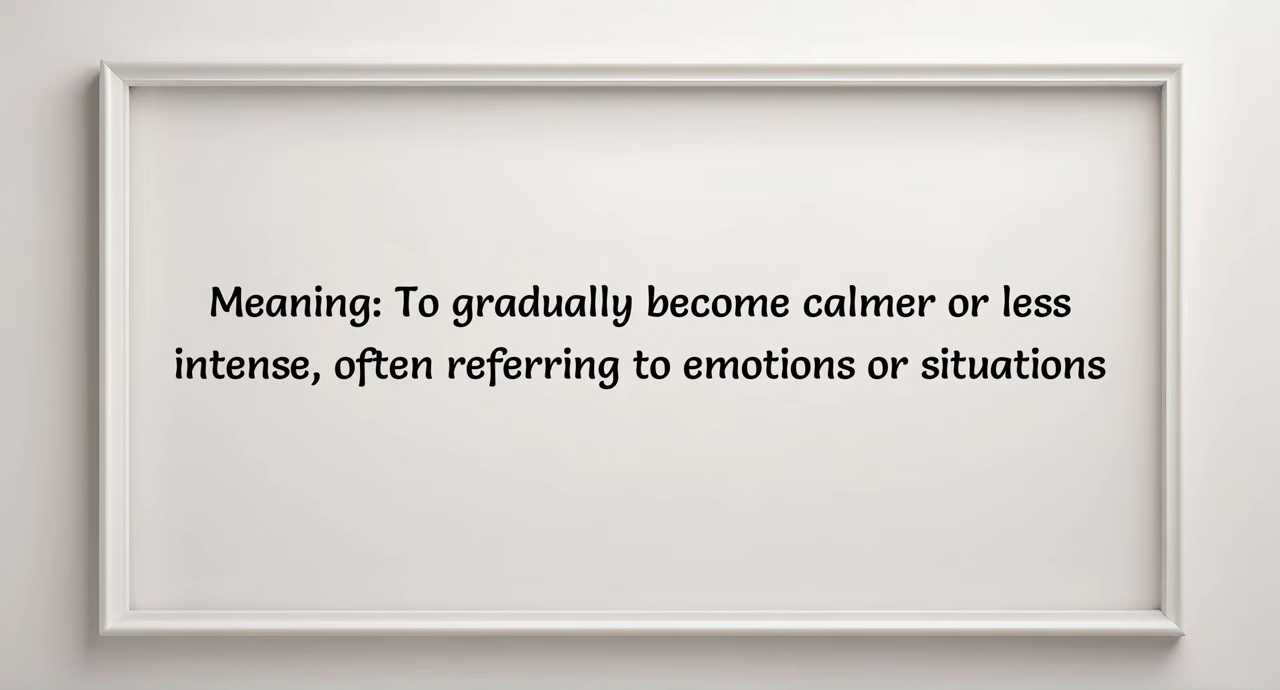 Meaning: To gradually become calmer or less
intense, often referring to emotions or situations